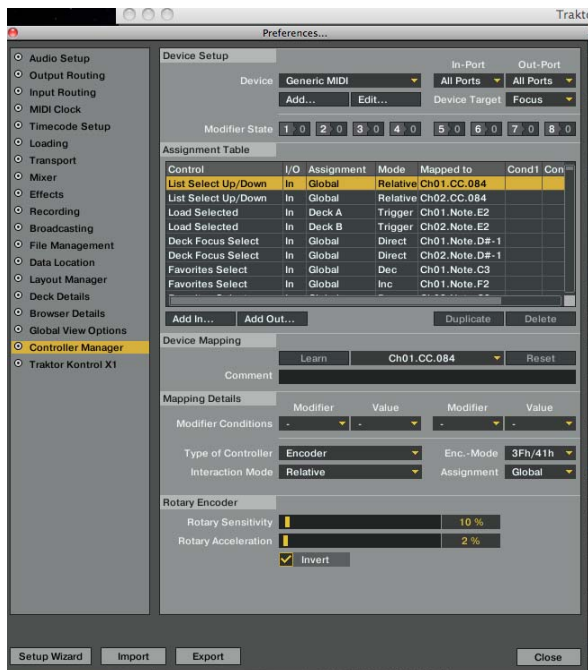 Trakto
Preferences...
Audio Setup
Output Routing
Input Routing
MIDI Clock
Timecode Setup
Loading
Transport
Mixer
Effects
Recording
Broadcasting
File Management
Data Location
Layout Manager
Deck Details
Browser Details
Global View Options
Controller Manager
Traktor Kontrol X1
Device Setup
In-Port Out-Port
Device Generic MIDI All Ports All Ports
Add... Edit... Device Target Focus
Modifier State 1 0 2 0 3 0 4 0 5 0 6 0 7 0 8 0
Assignment Table
Control I/O Assignment Mode Mapped to Cond1 Con
List Select Up/Down In Global Relative Ch01.CC.084
List Select Up/Down In Global Relative Ch02.CC.084
Load Selected In Deck A Trigger Ch01.Note.E2
Load Selected In Deck B Trigger Ch02.Note.E2
Deck Focus Select In Global Direct Ch01.Note.D#-1
Deck Focus Select In Global Direct Ch02.Note.D#-1
Favorites Select In Global Dec Ch01.Note.C3
Favorites Select In Global Inc Ch01.Note.F2
Add In... Add Out... Duplicate Delete
Device Mapping
Learn Ch01.CC.084 Reset
Comment
Mapping Details
Modifier Value Modifier Value
Modifier Conditions - - - -
Type of Controller Encoder Enc.-Mode 3Fh/41h
Interaction Mode Relative Assignment Global
Rotary Encoder
Rotary Sensitivity 10 %
Rotary Acceleration 2 %
Invert
Setup Wizard Import Export Close